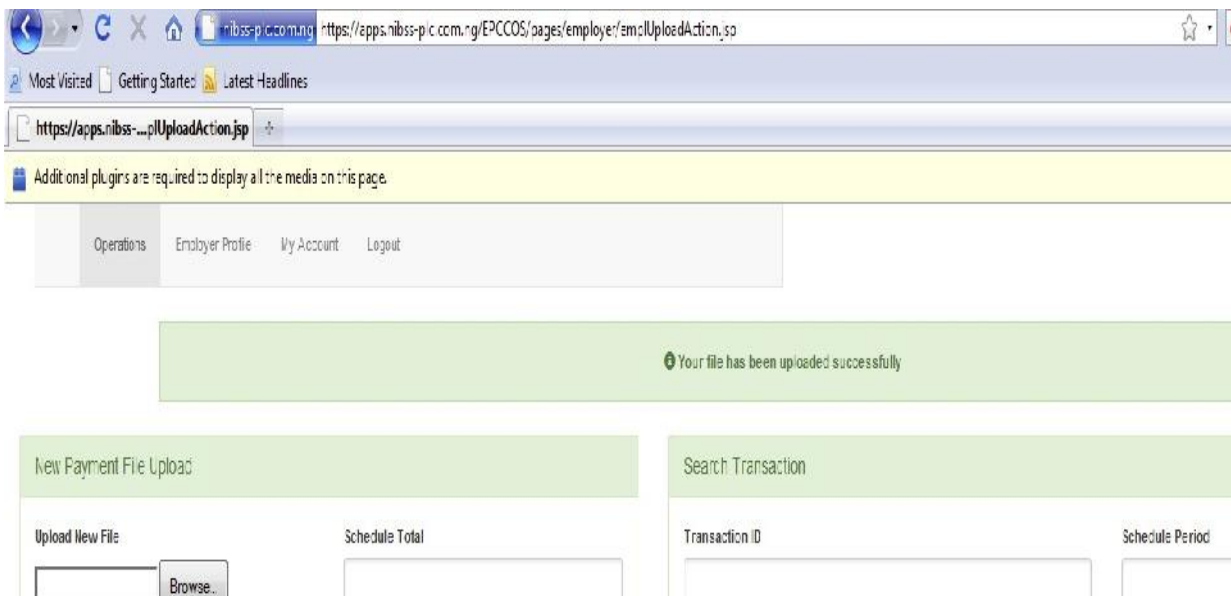 nibss-plc.com.ng https://apps.nibss-plc.com.ng/EPCCOS/pages/employer/emplUploadAction.jsp
Most Visited Getting Started Latest Headlines
https://apps.nibss-...plUploadAction.jsp
Additional plugins are required to display all the media on this page.
Operations Employer Profile My Account Logout
Your file has been uploaded successfully
New Payment File Upload Search Transaction
Upload New File Schedule Total Transaction ID Schedule Period
Browse..